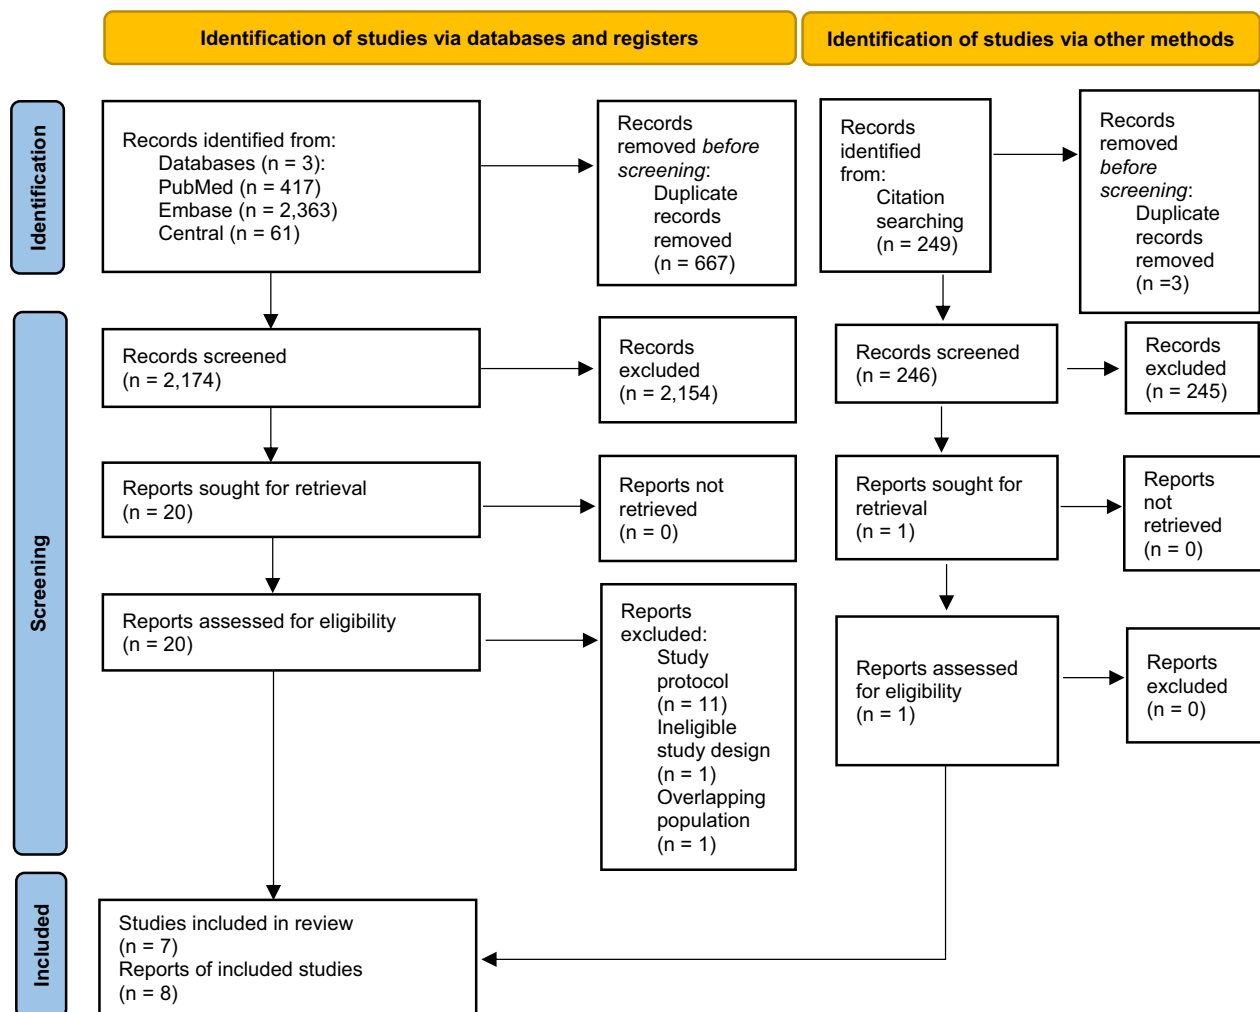 Identification of studies via databases and registers
Identification of studies via other methods
Identification
Records identified from:
Databases (n = 3):
PubMed (n = 417)
Embase (n = 2,363)
Central (n = 61)
Records
removed before
screening:
Duplicate
records
removed
(n = 667)
Records
identified
from:
Citation
searching
(n = 249)
Records
removed
before
screening:
Duplicate
records
removed
(n =3)
Screening
Records screened
(n = 2,174)
Records
excluded
(n = 2,154)
Records screened
(n = 246)
Records
excluded
(n = 245)
Reports sought for retrieval
(n = 20)
Reports not
retrieved
(n = 0)
Reports sought for
retrieval
(n = 1)
Reports
not
retrieved
(n = 0)
Reports assessed for eligibility
(n = 20)
Reports
excluded:
Study
protocol
(n = 11)
Ineligible
study design
(n = 1)
Overlapping
population
(n = 1)
Reports assessed
for eligibility
(n = 1)
Reports
excluded
(n = 0)
Included
Studies included in review
(n = 7)
Reports of included studies
(n = 8)